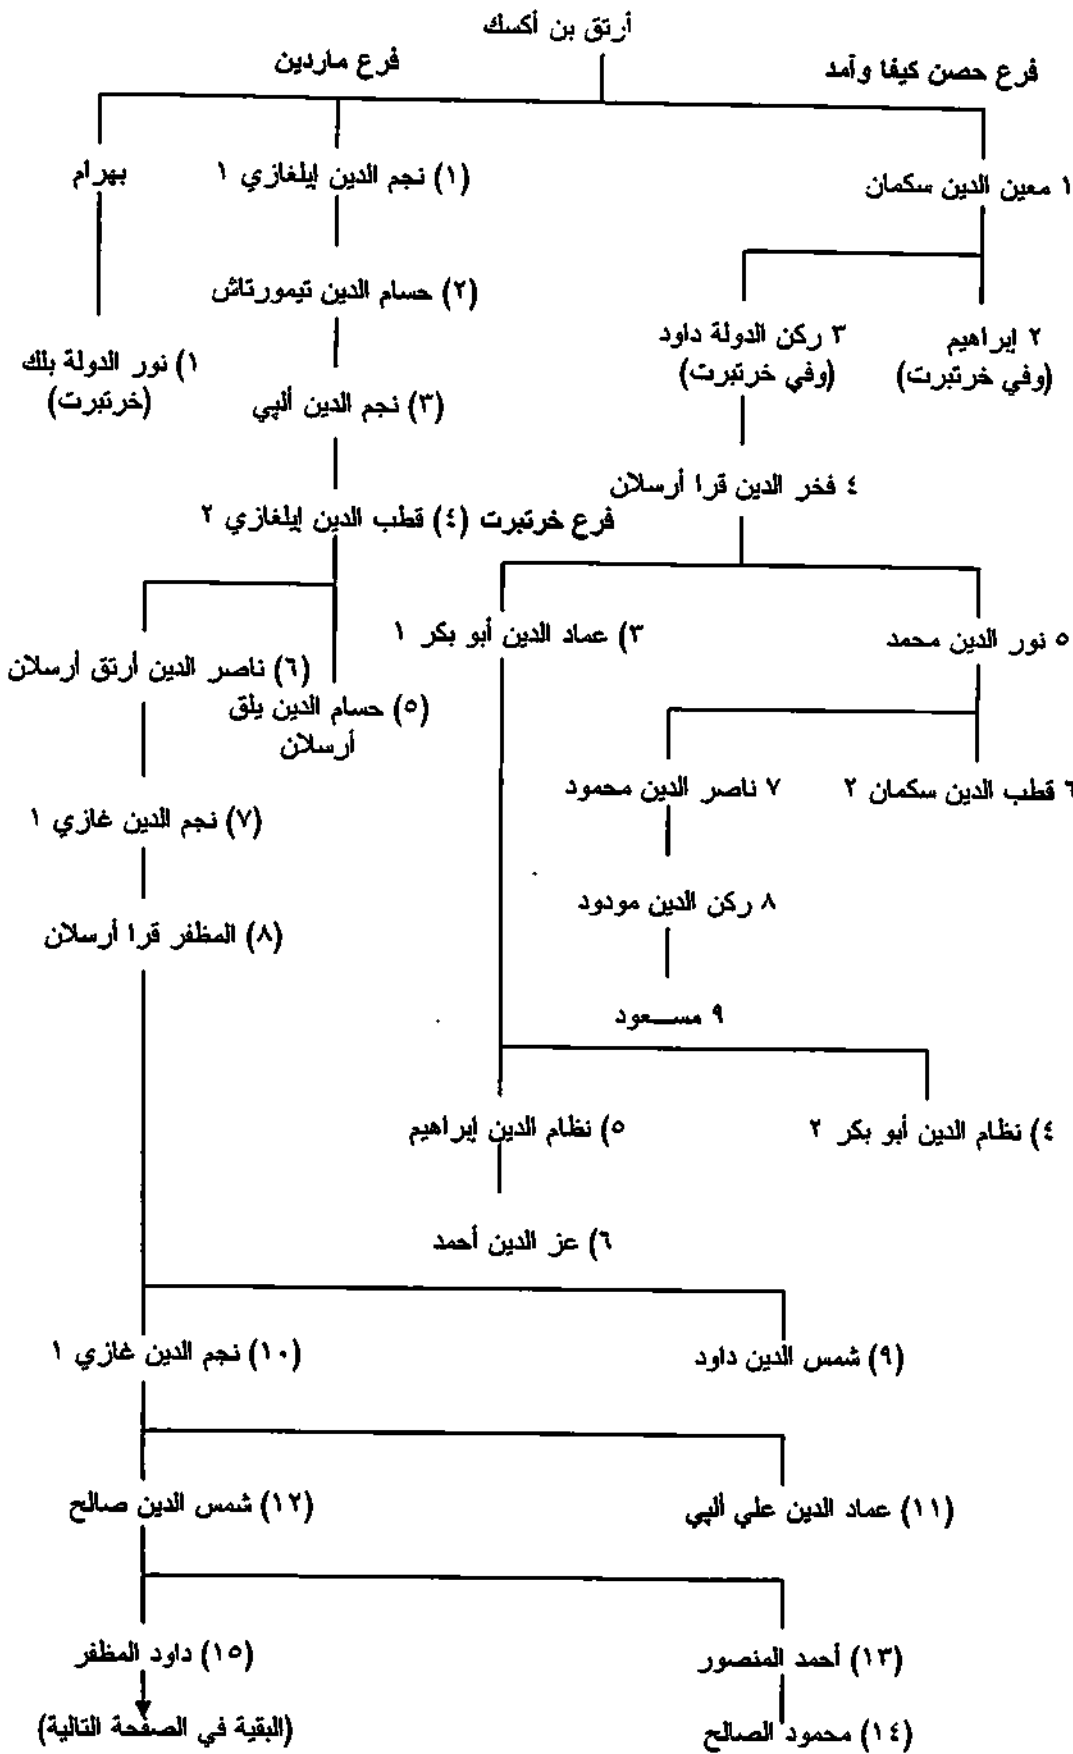 أرتق بن أكسك
فرع حصن كيفا وآمد
فرع ماردين
١ معين الدين سكمان
(١) نجم الدين إيلغازي ١
بهرام
(٢) حسام الدين تيمورتاش
٢ إبراهيم
(وفي خرتبرت)
٣ ركن الدولة داود
(وفي خرتبرت)
١) نور الدولة بلك
(خرتبرت)
(٣) نجم الدين ألپي
٤ فخر الدين قرا أرسلان
فرع خرتبرت (٤) قطب الدين إيلغازي ٢
٥ نور الدين محمد
٣) عماد الدين أبو بكر ١
(٦) ناصر الدين أرتق أرسلان
(٥) حسام الدين يلق
أرسلان
٦ قطب الدين سكمان ٢
٧ ناصر الدين محمود
(٧) نجم الدين غازي ١
٨ ركن الدين مودود
(٨) المظفر قرا أرسلان
٩ مســعود
٤) نظام الدين أبو بكر ٢
٥) نظام الدين إبراهيم
٦) عز الدين أحمد
(٩) شمس الدين داود
(١٠) نجم الدين غازي ١
(١١) عماد الدين علي ألپي
(١٢) شمس الدين صالح
(١٣) أحمد المنصور
(١٥) داود المظفر
(١٤) محمود الصالح
(البقية في الصفحة التالية)